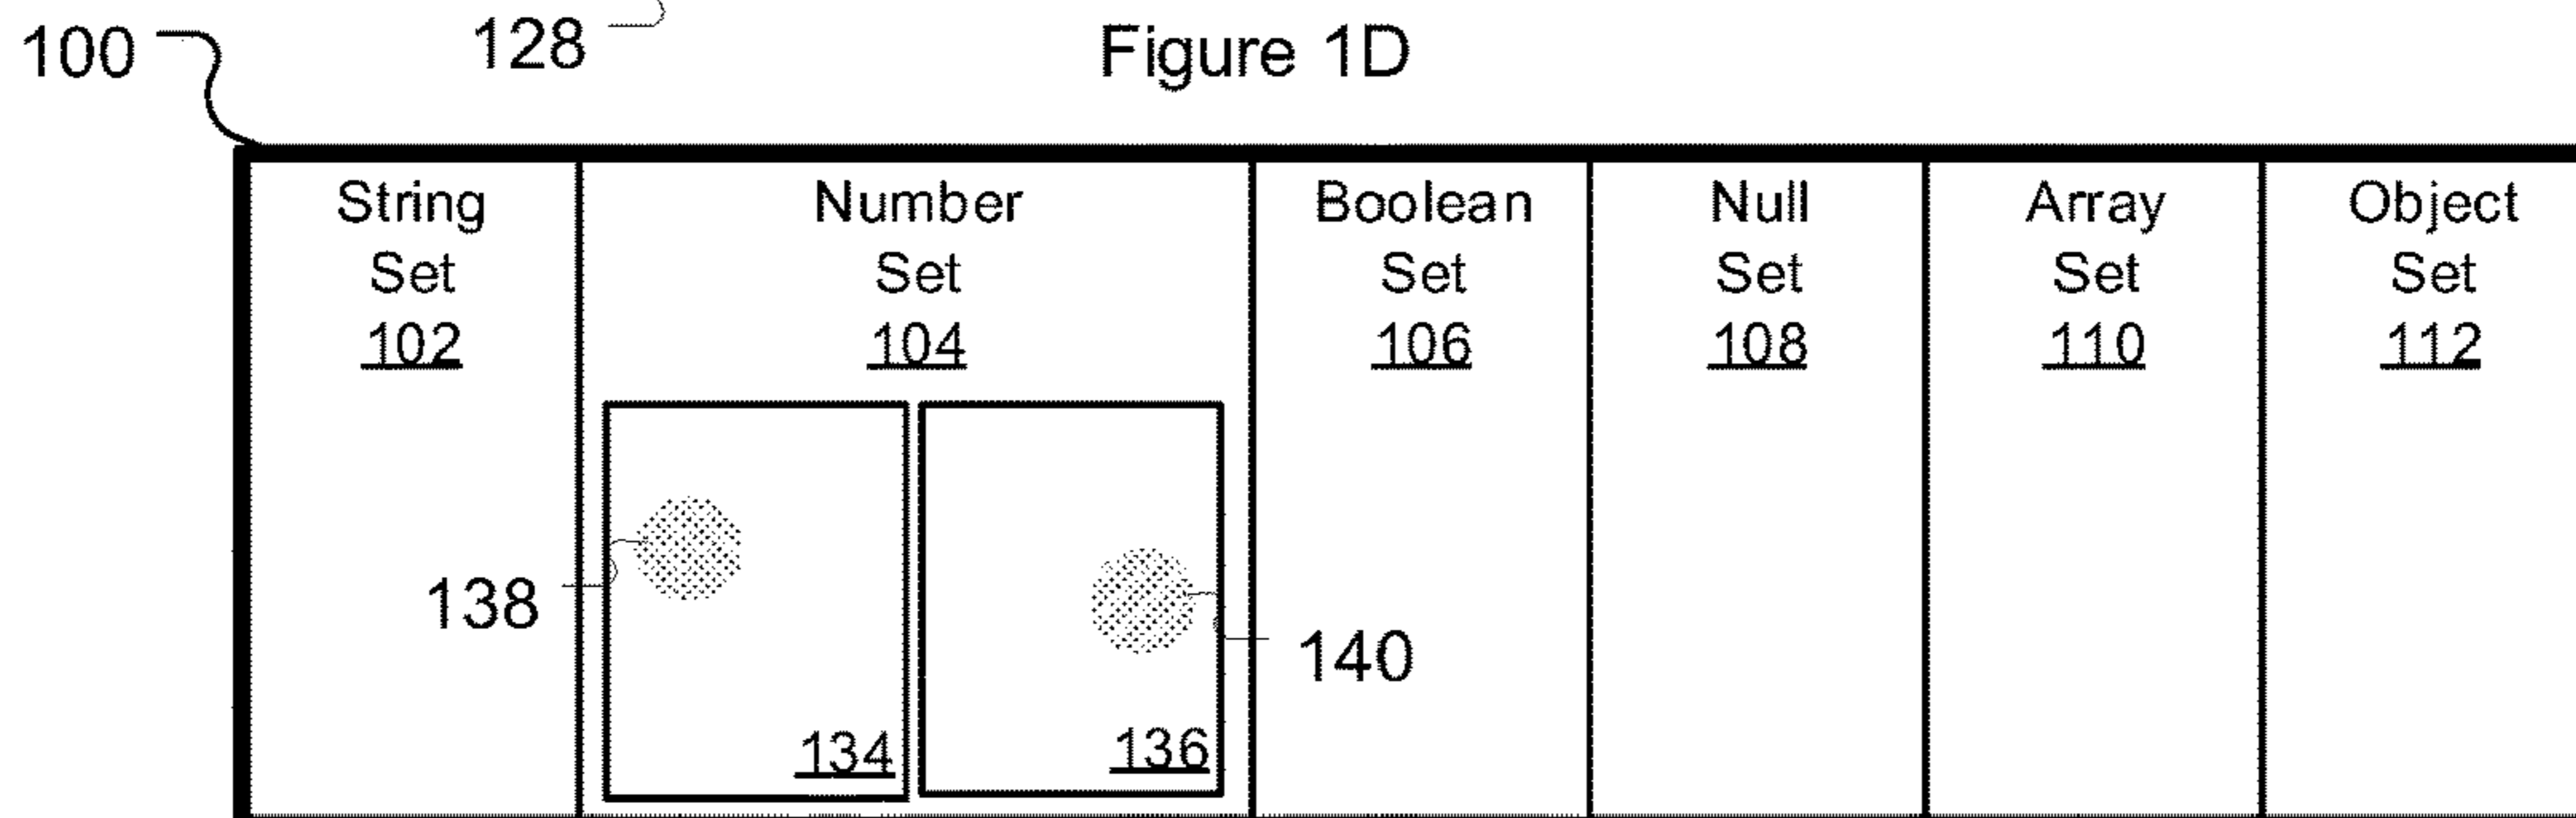 100
128
Figure 1D
String
Set
102
Number
Set
104
Boolean
Set
106
Null
Set
108
Array
Set
110
Object
Set
112
138
140
134
136